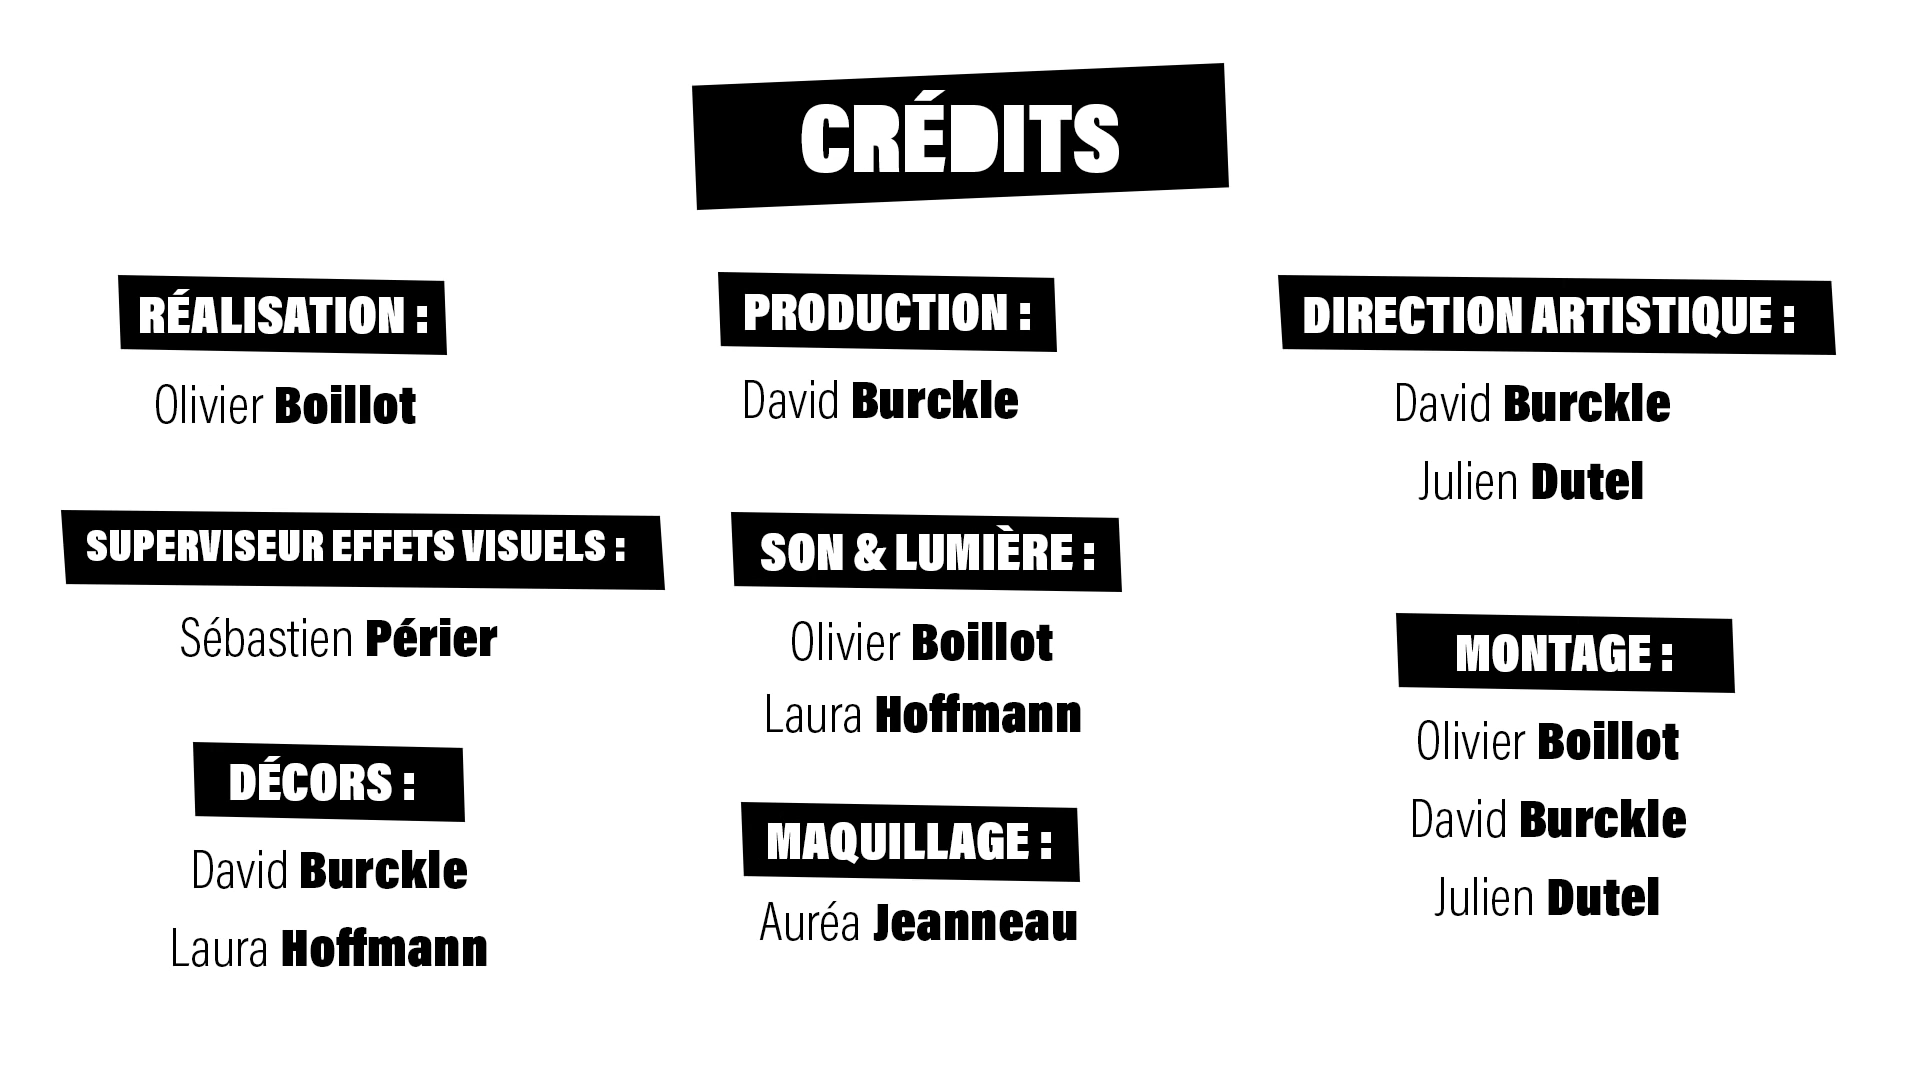 CRÉDITS
RÉALISATION :
Olivier Boillot
PRODUCTION :
David Burckle
DIRECTION ARTISTIQUE :
David Burckle
Julien Dutel
SUPERVISEUR EFFETS VISUELS :
Sébastien Périer
SON & LUMIÈRE :
Olivier Boillot
Laura Hoffmann
MONTAGE :
Olivier Boillot
David Burckle
Julien Dutel
DÉCORS :
David Burckle
Laura Hoffmann
MAQUILLAGE :
Auréa Jeanneau